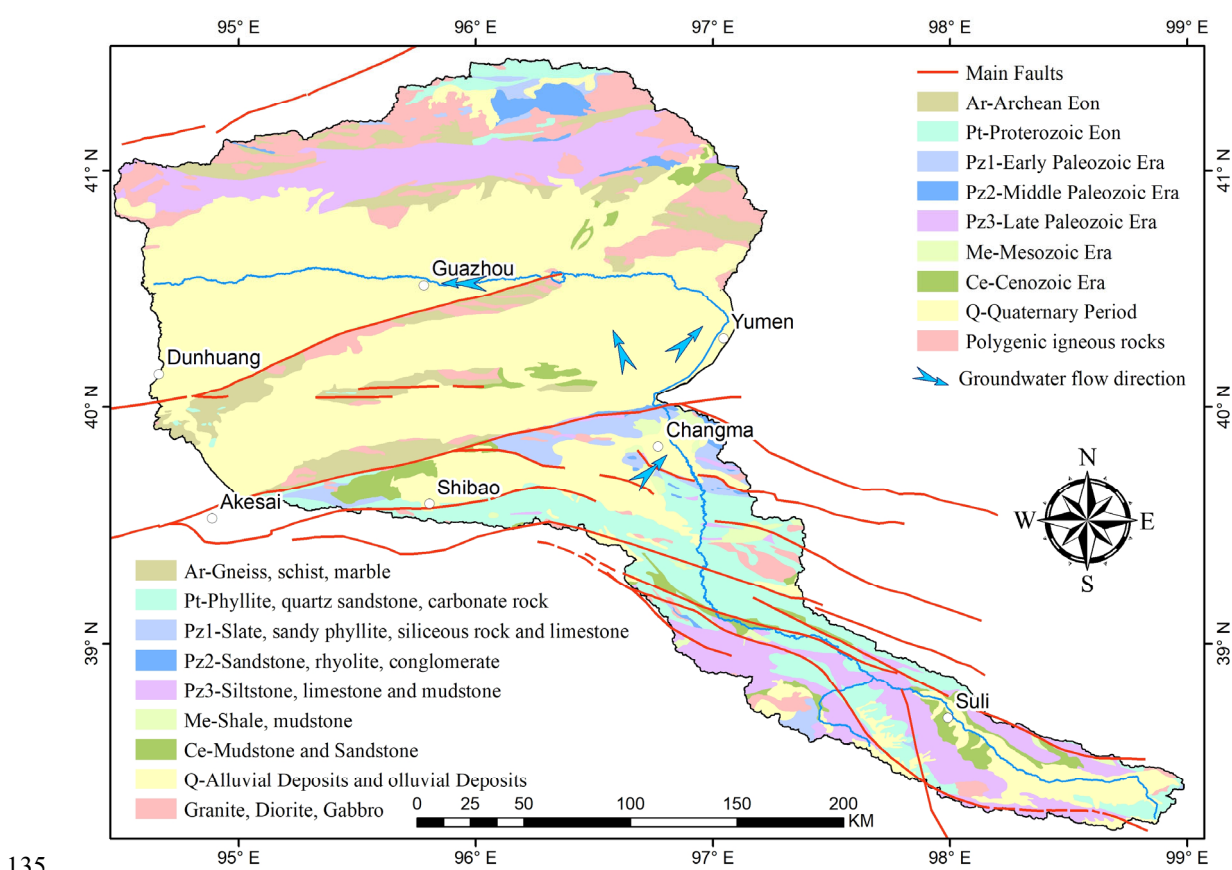 95° E 96° E 97° E 98° E 99° E
41° N
40° N
39° N
Main Faults
Ar-Archean Eon
Pt-Proterozoic Eon
Pz1-Early Paleozoic Era
Pz2-Middle Paleozoic Era
Pz3-Late Paleozoic Era
Me-Mesozoic Era
Ce-Cenozoic Era
Q-Quaternary Period
Polygenic igneous rocks
Groundwater flow direction
Guazhou
Yumen
Dunhuang
Changma
Shibao
Akesai
Suli
N
W E
S
41° N
40° N
39° N
Ar-Gneiss, schist, marble
Pt-Phyllite, quartz sandstone, carbonate rock
Pz1-Slate, sandy phyllite, siliceous rock and limestone
Pz2-Sandstone, rhyolite, conglomerate
Pz3-Siltstone, limestone and mudstone
Me-Shale, mudstone
Ce-Mudstone and Sandstone
Q-Alluvial Deposits and olluvial Deposits
Granite, Diorite, Gabbro
0 25 50 100 150 200
KM
95° E 96° E 97° E 98° E 99° E
135